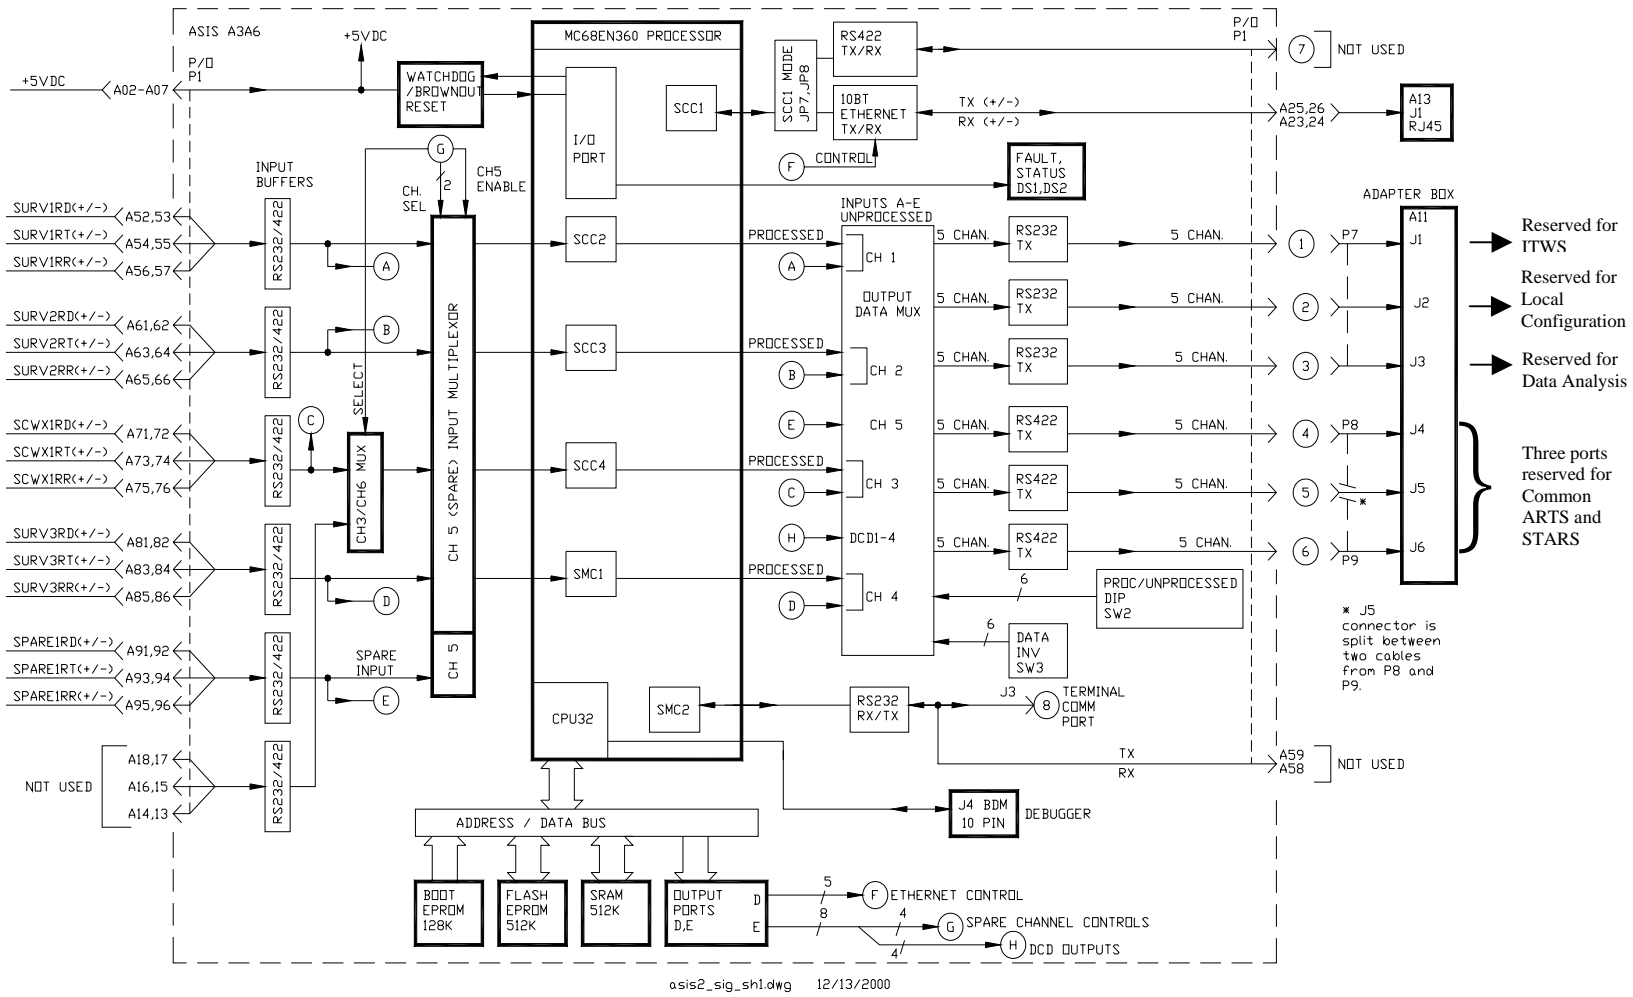 ASIS A3A6
P/O
P1
+5VDC
+5VDC
A02-A07
WATCHDOG
/BROWNOUT
RESET
MC68EN360 PROCESSOR
I/O
PORT
SCC1
SCC1 MODE
JP7,JP8
RS422
TX/RX
10BT
ETHERNET
TX/RX
TX (+/-)
RX (+/-)
F
CONTROL
P/O
P1
7
NOT USED
A25,26
A23,24
A13
J1
RJ45
FAULT,
STATUS
DS1,DS2
G
CH.
SEL
2
CH5
ENABLE
INPUT
BUFFERS
SURV1RD(+/-)
A52,53
SURV1RT(+/-)
A54,55
SURV1RR(+/-)
A56,57
RS232/422
A
SURV2RD(+/-)
A61,62
SURV2RT(+/-)
A63,64
SURV2RR(+/-)
A65,66
RS232/422
B
SCWX1RD(+/-)
A71,72
SCWX1RT(+/-)
A73,74
SCWX1RR(+/-)
A75,76
RS232/422
C
SELECT
CH3/CH6 MUX
SURV3RD(+/-)
A81,82
SURV3RT(+/-)
A83,84
SURV3RR(+/-)
A85,86
RS232/422
D
SPARE1RD(+/-)
A91,92
SPARE1RT(+/-)
A93,94
SPARE1RR(+/-)
A95,96
RS232/422
SPARE
INPUT
E
NOT USED
A18,17
A16,15
A14,13
RS232/422
CH 5 (SPARE) INPUT MULTIPLEXOR
CH 5
SCC2
SCC3
SCC4
SMC1
SMC2
CPU32
INPUTS A-E
UNPROCESSED
PROCESSED
A
CH 1
OUTPUT
DATA MUX
PROCESSED
B
CH 2
E
CH 5
PROCESSED
C
CH 3
H
DCD1-4
PROCESSED
D
CH 4
5 CHAN.
RS232
TX
5 CHAN.
1
P7
5 CHAN.
RS232
TX
5 CHAN.
2
5 CHAN.
RS232
TX
5 CHAN.
3
5 CHAN.
RS422
TX
5 CHAN.
4
P8
5 CHAN.
RS422
TX
5 CHAN.
5
*
5 CHAN.
RS422
TX
5 CHAN.
6
P9
6
PROC/UNPROCESSED
DIP
SW2
6
DATA
INV
SW3
ADAPTER BOX
A11
J1
J2
J3
J4
J5
J6
Reserved for
ITWS
Reserved for
Local
Configuration
Reserved for
Data Analysis
Three ports
reserved for
Common
ARTS and
STARS
* J5
connector is
split between
two cables
from P8 and
P9.
RS232
RX/TX
J3
8
TERMINAL
COMM
PORT
TX
RX
A59
A58
NOT USED
J4 BDM
10 PIN
DEBUGGER
ADDRESS / DATA BUS
BOOT
EPROM
128K
FLASH
EPROM
512K
SRAM
512K
OUTPUT
PORTS
D,E
D
E
5
F
ETHERNET CONTROL
8
4
G
SPARE CHANNEL CONTROLS
4
H
DCD OUTPUTS
asis2_sig_sh1.dwg 12/13/2000